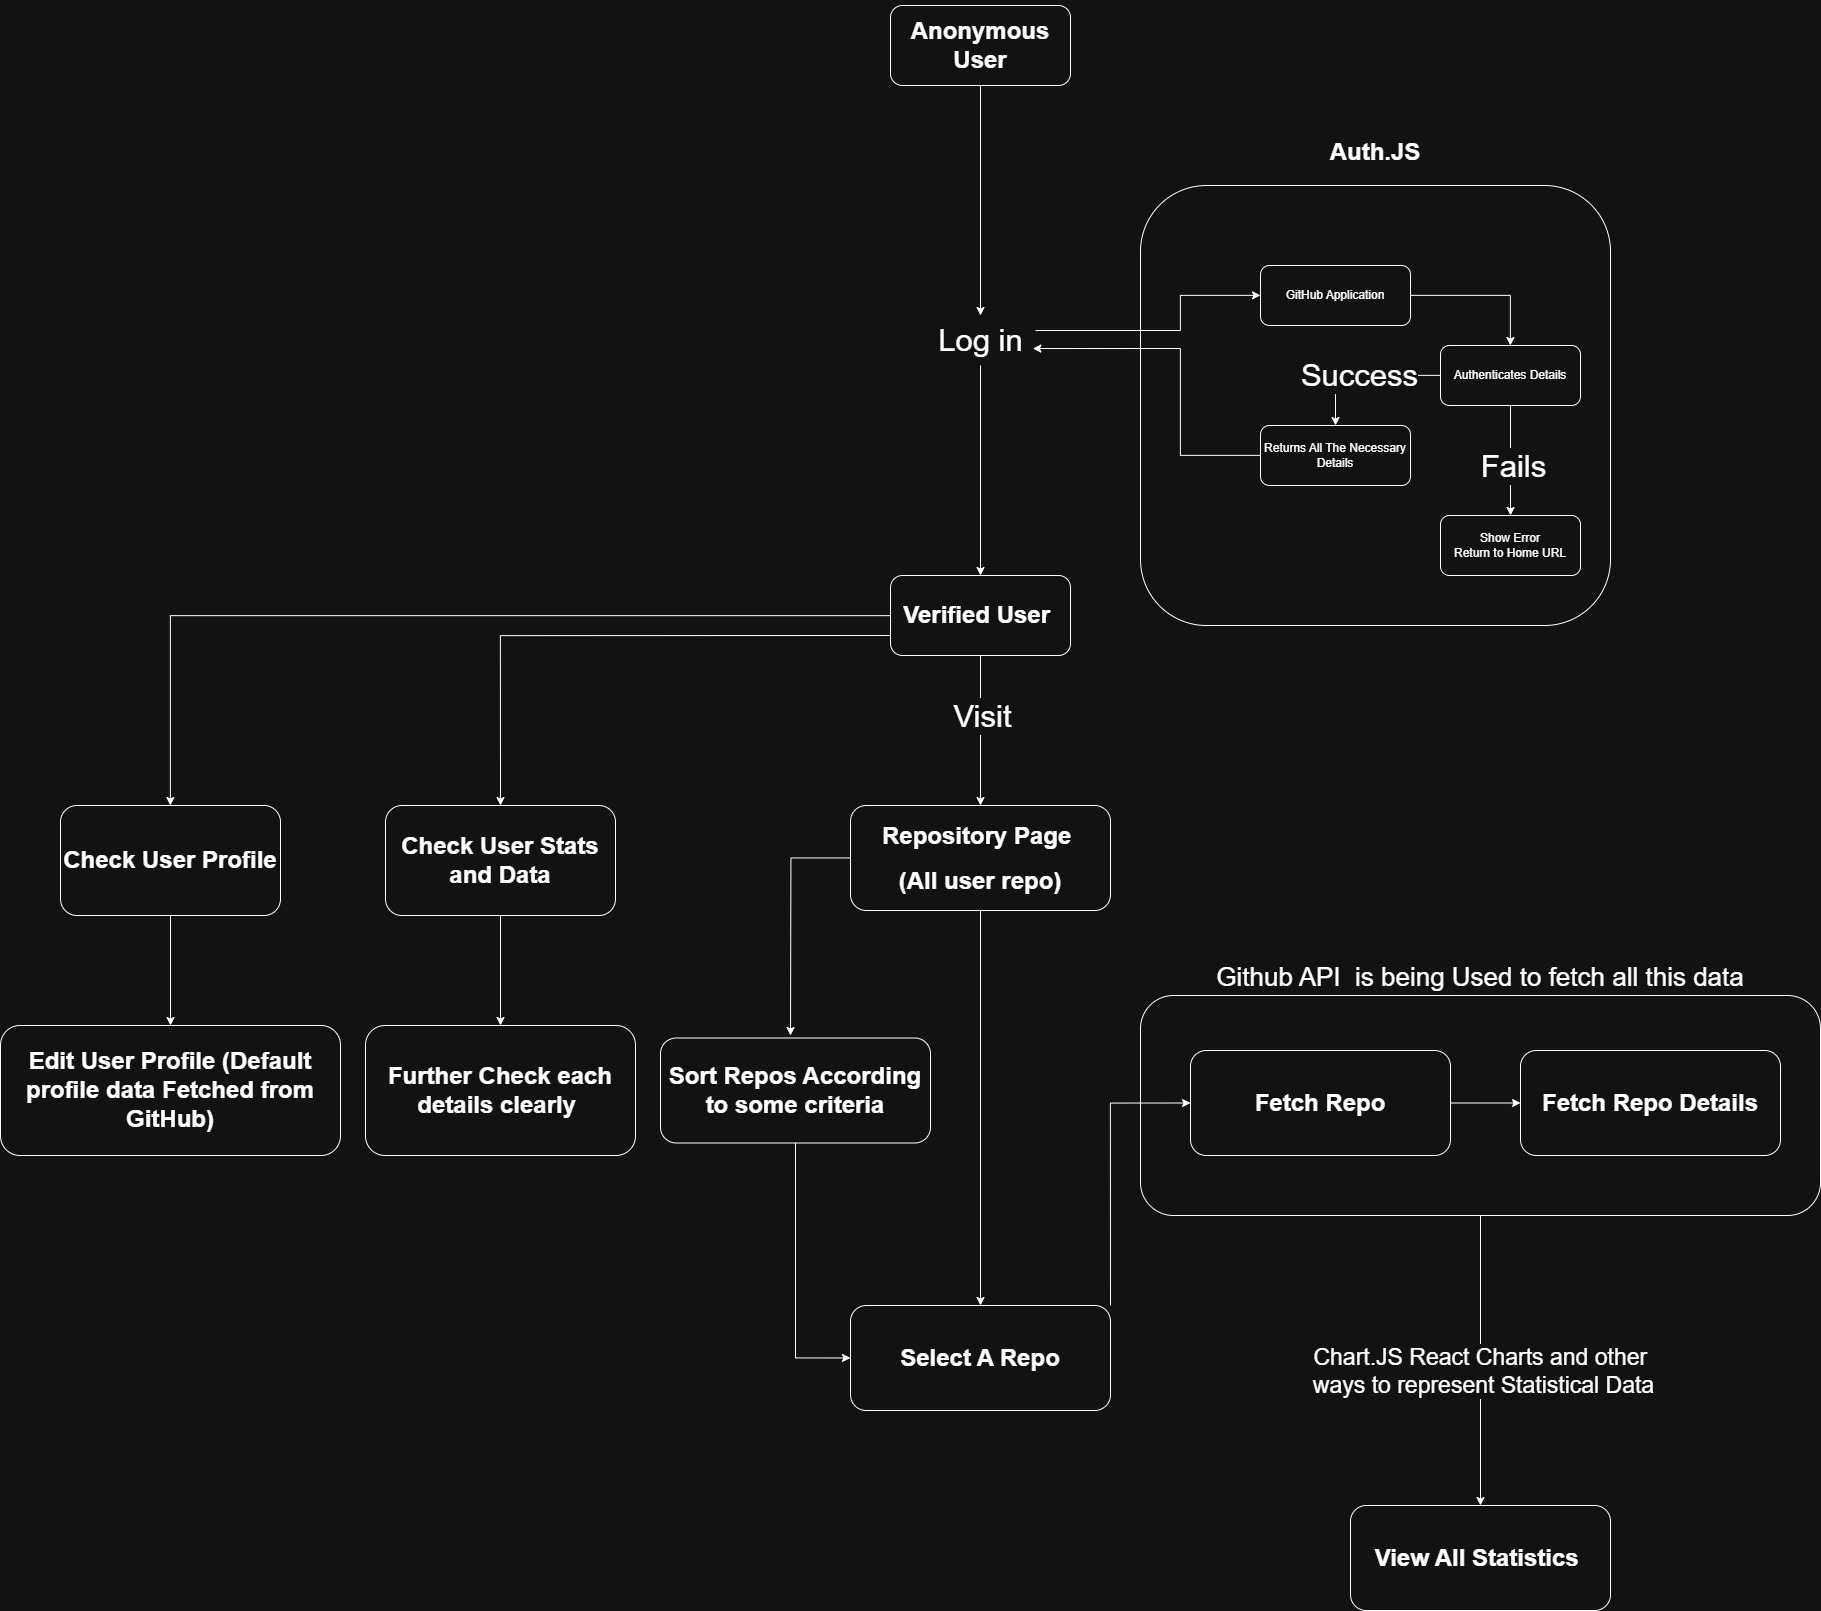 Anonymous
User
Auth.JS
GitHub Application
Log in
Success
Authenticates Details
Returns All The Necessary
Details
Fails
Show Error
Return to Home URL
Verified User
Visit
Check User Profile
Check User Stats
and Data
Repository Page
(All user repo)
Github API  is being Used to fetch all this data
Edit User Profile (Default
profile data Fetched from
GitHub)
Further Check each
details clearly
Sort Repos According
to some criteria
Fetch Repo
Fetch Repo Details
Select A Repo
Chart.JS React Charts and other
ways to represent Statistical Data
View All Statistics